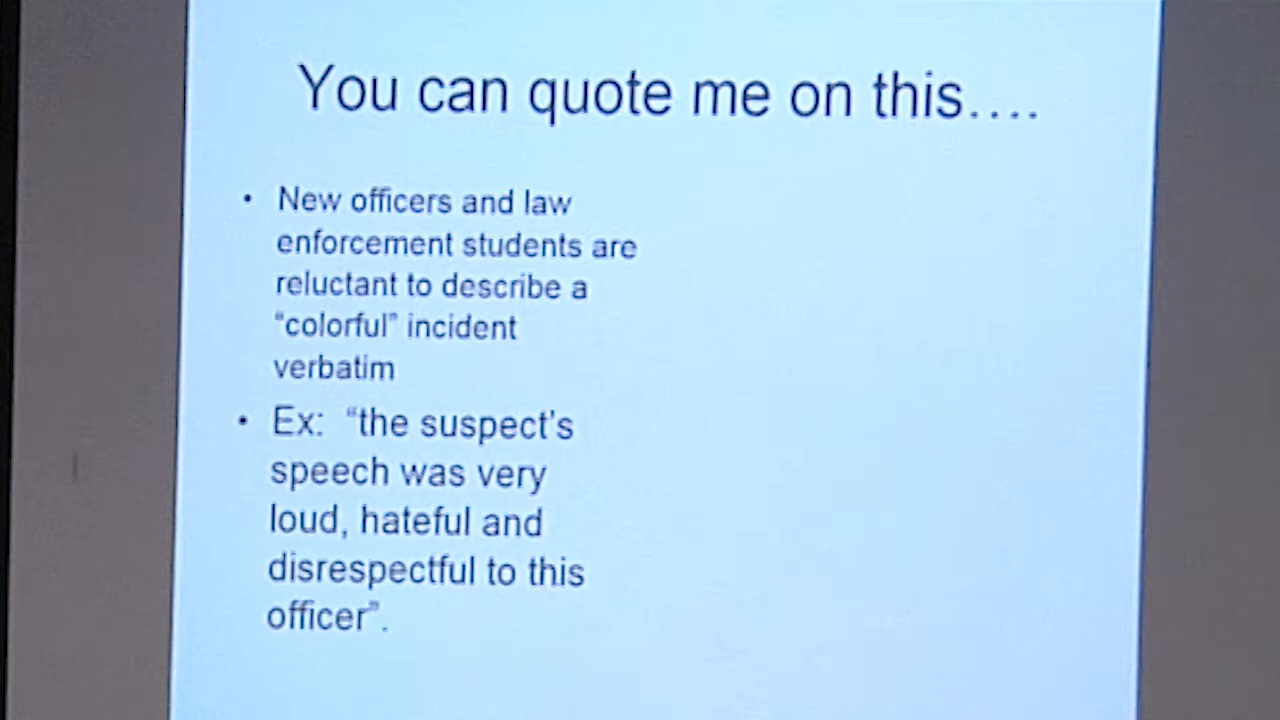 You can quote me on this….
• New officers and law
enforcement students are
reluctant to describe a
“colorful” incident
verbatim
• Ex:  “the suspect's
speech was very
loud, hateful and
disrespectful to this
officer”.